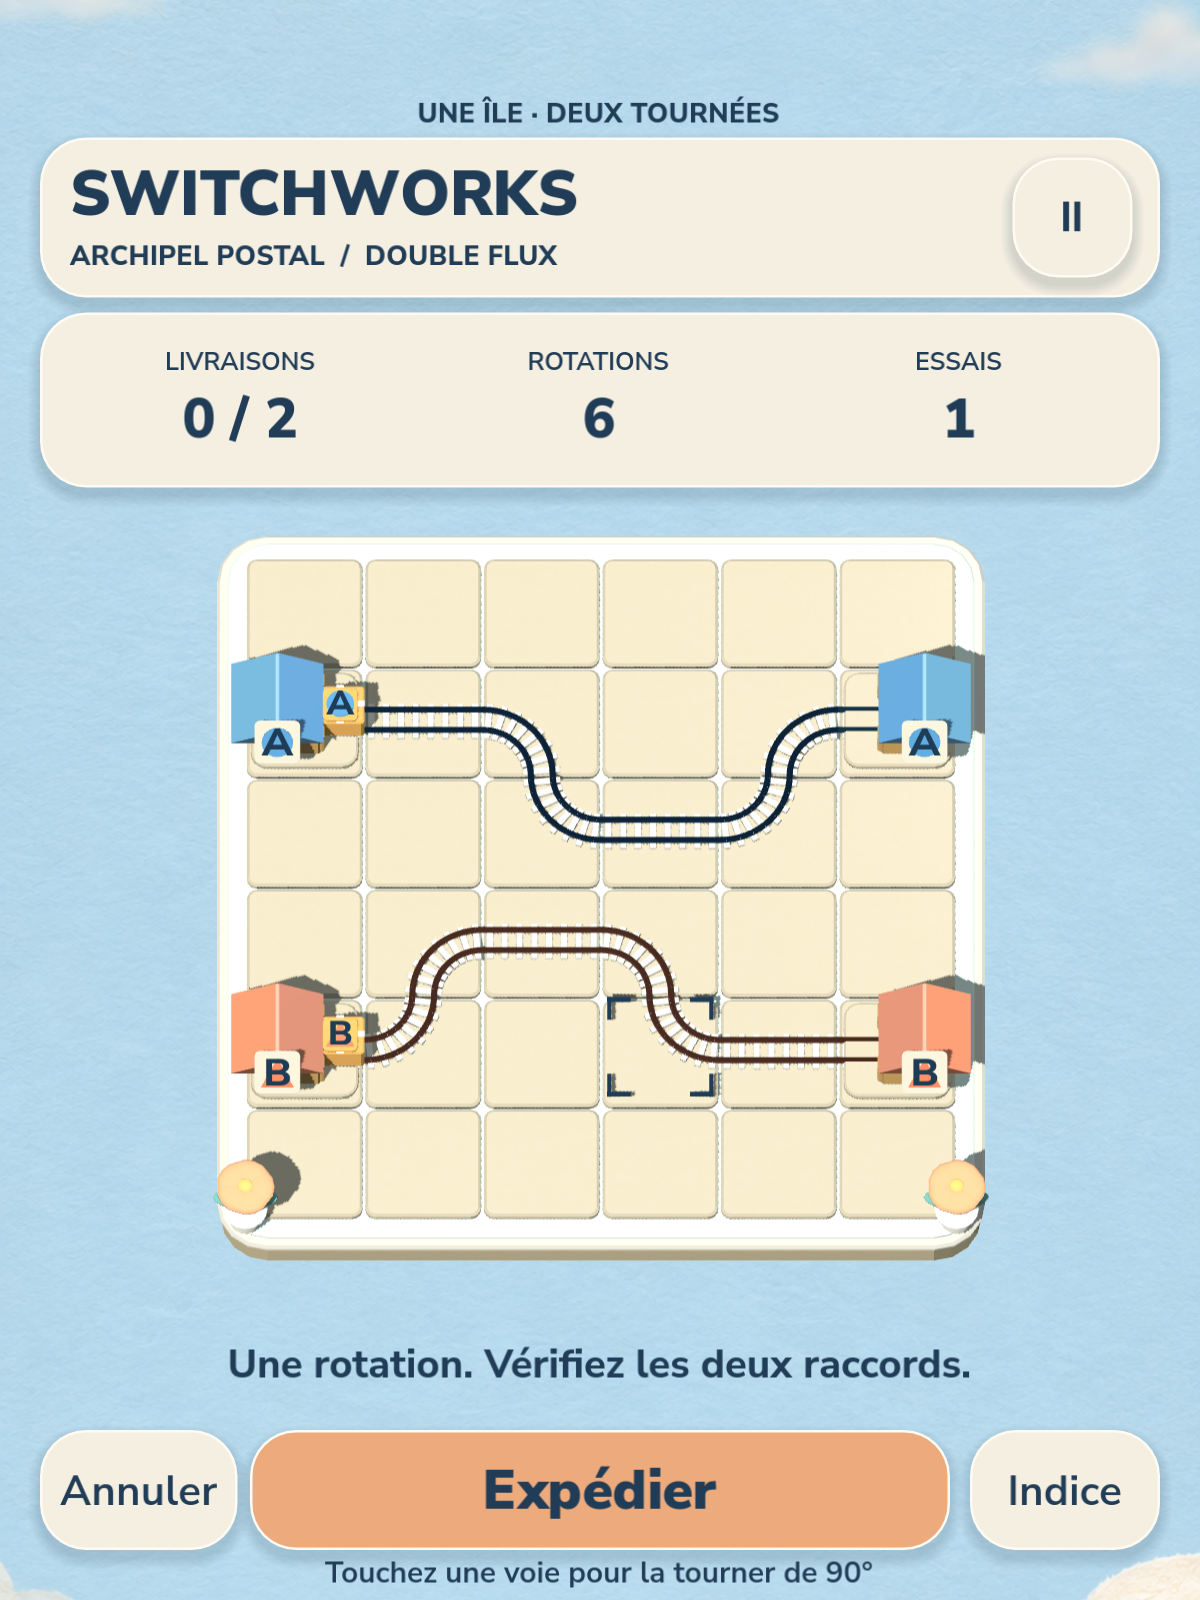 UNE ÎLE · DEUX TOURNÉES
SWITCHWORKS
ARCHIPEL POSTAL / DOUBLE FLUX
II
LIVRAISONS
ROTATIONS
ESSAIS
0 / 2
6
1
A
A
A
B
B
B
Une rotation. Vérifiez les deux raccords.
Annuler
Expédier
Indice
Touchez une voie pour la tourner de 90°